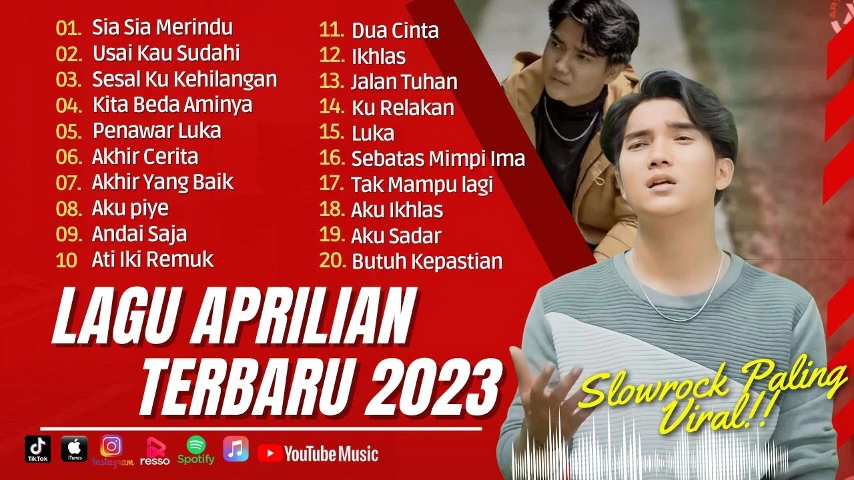 01. Sia Sia Merindu
02. Usai Kau Sudahi
03. Sesal Ku Kehilangan
04. Kita Beda Aminya
05. Penawar Luka
06. Akhir Cerita
07. Akhir Yang Baik
08. Aku piye
09. Andai Saja
10 Ati Iki Remuk
11. Dua Cinta
12. Ikhlas
13. Jalan Tuhan
14. Ku Relakan
15. Luka
16. Sebatas Mimpi Ima
17. Tak Mampu lagi
18. Aku Ikhlas
19. Aku Sadar
20. Butuh Kepastian
LAGU APRILIAN
TERBARU 2023
Slowrock Paling
Viral!!
TikTok
iTunes
Instagram
resso
Spotify
YouTube Music